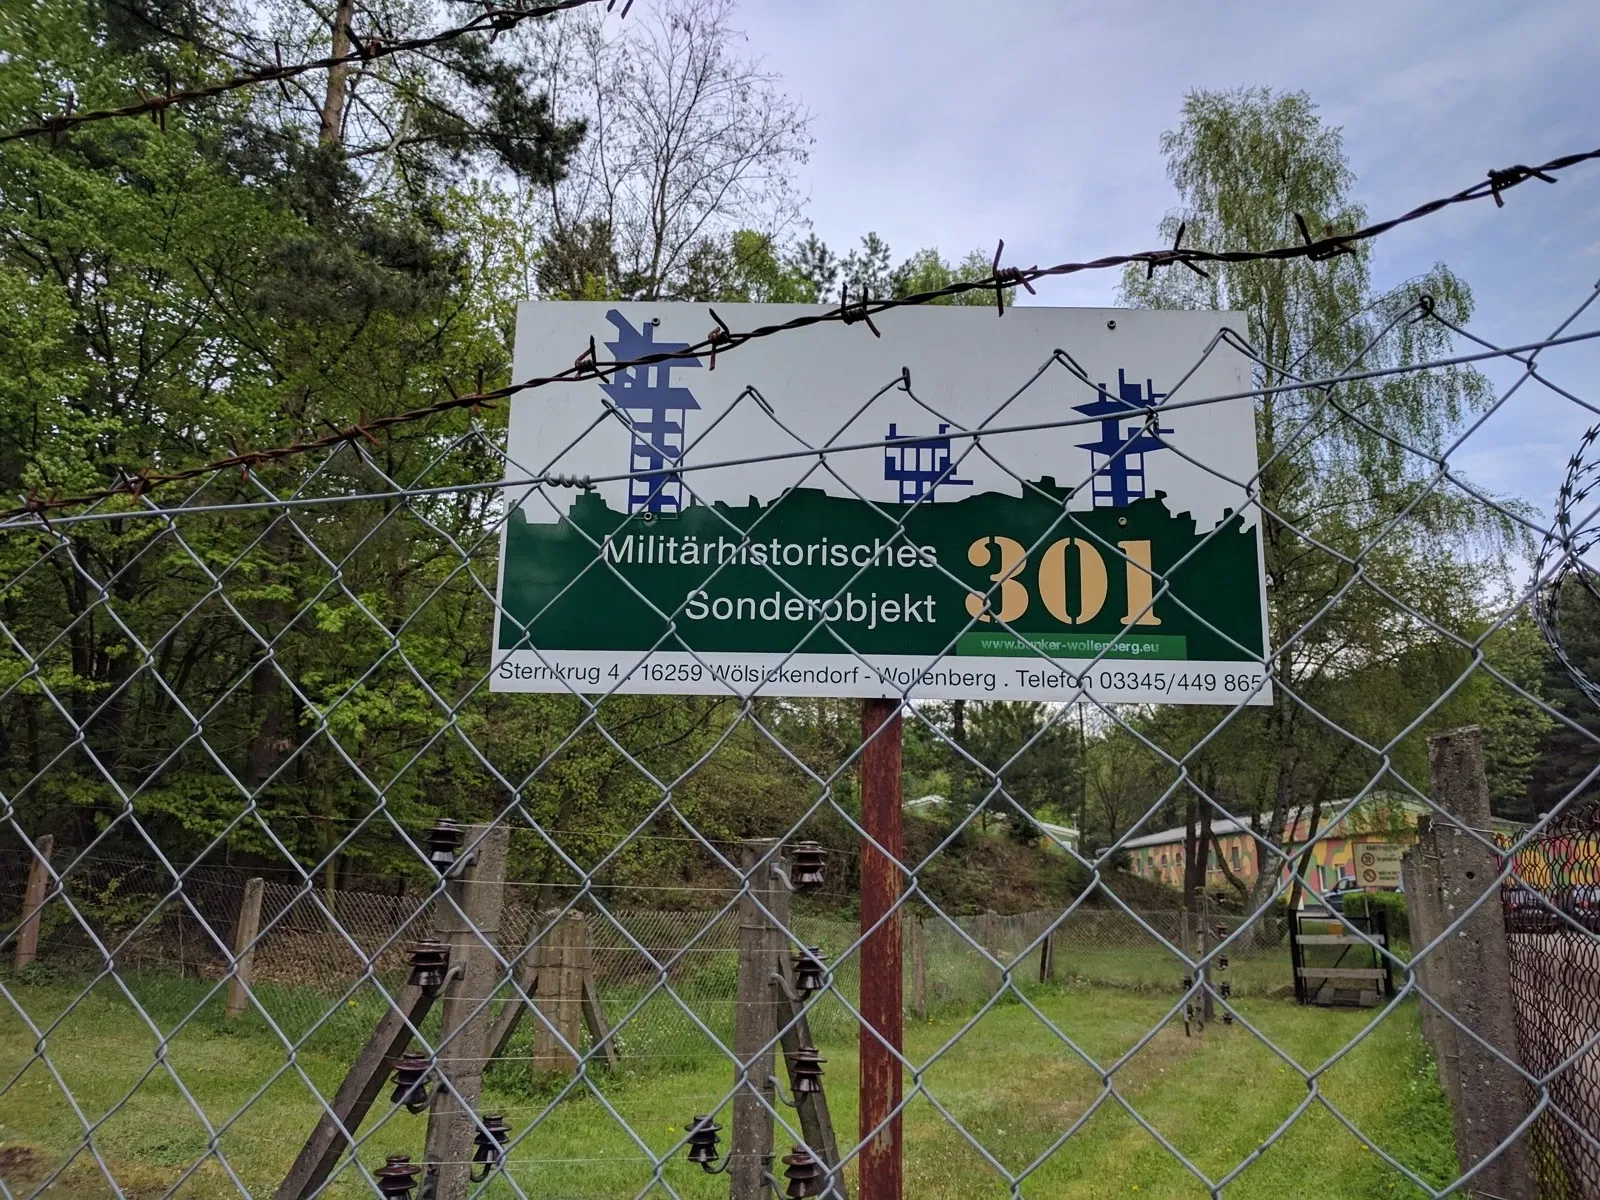 Militärhistorisches
Sonderobjekt
301
www.bunker-wollenberg.eu
Sternkrug 4 . 16259 Wölsickendorf - Wollenberg . Telefon 03345/449 865